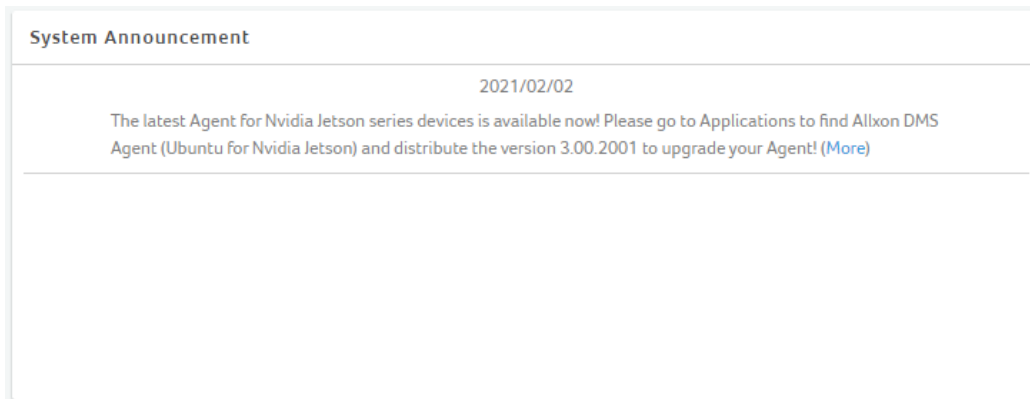 System Announcement
2021/02/02
The latest Agent for Nvidia Jetson series devices is available now! Please go to Applications to find Allxon DMS
Agent (Ubuntu for Nvidia Jetson) and distribute the version 3.00.2001 to upgrade your Agent! (More)